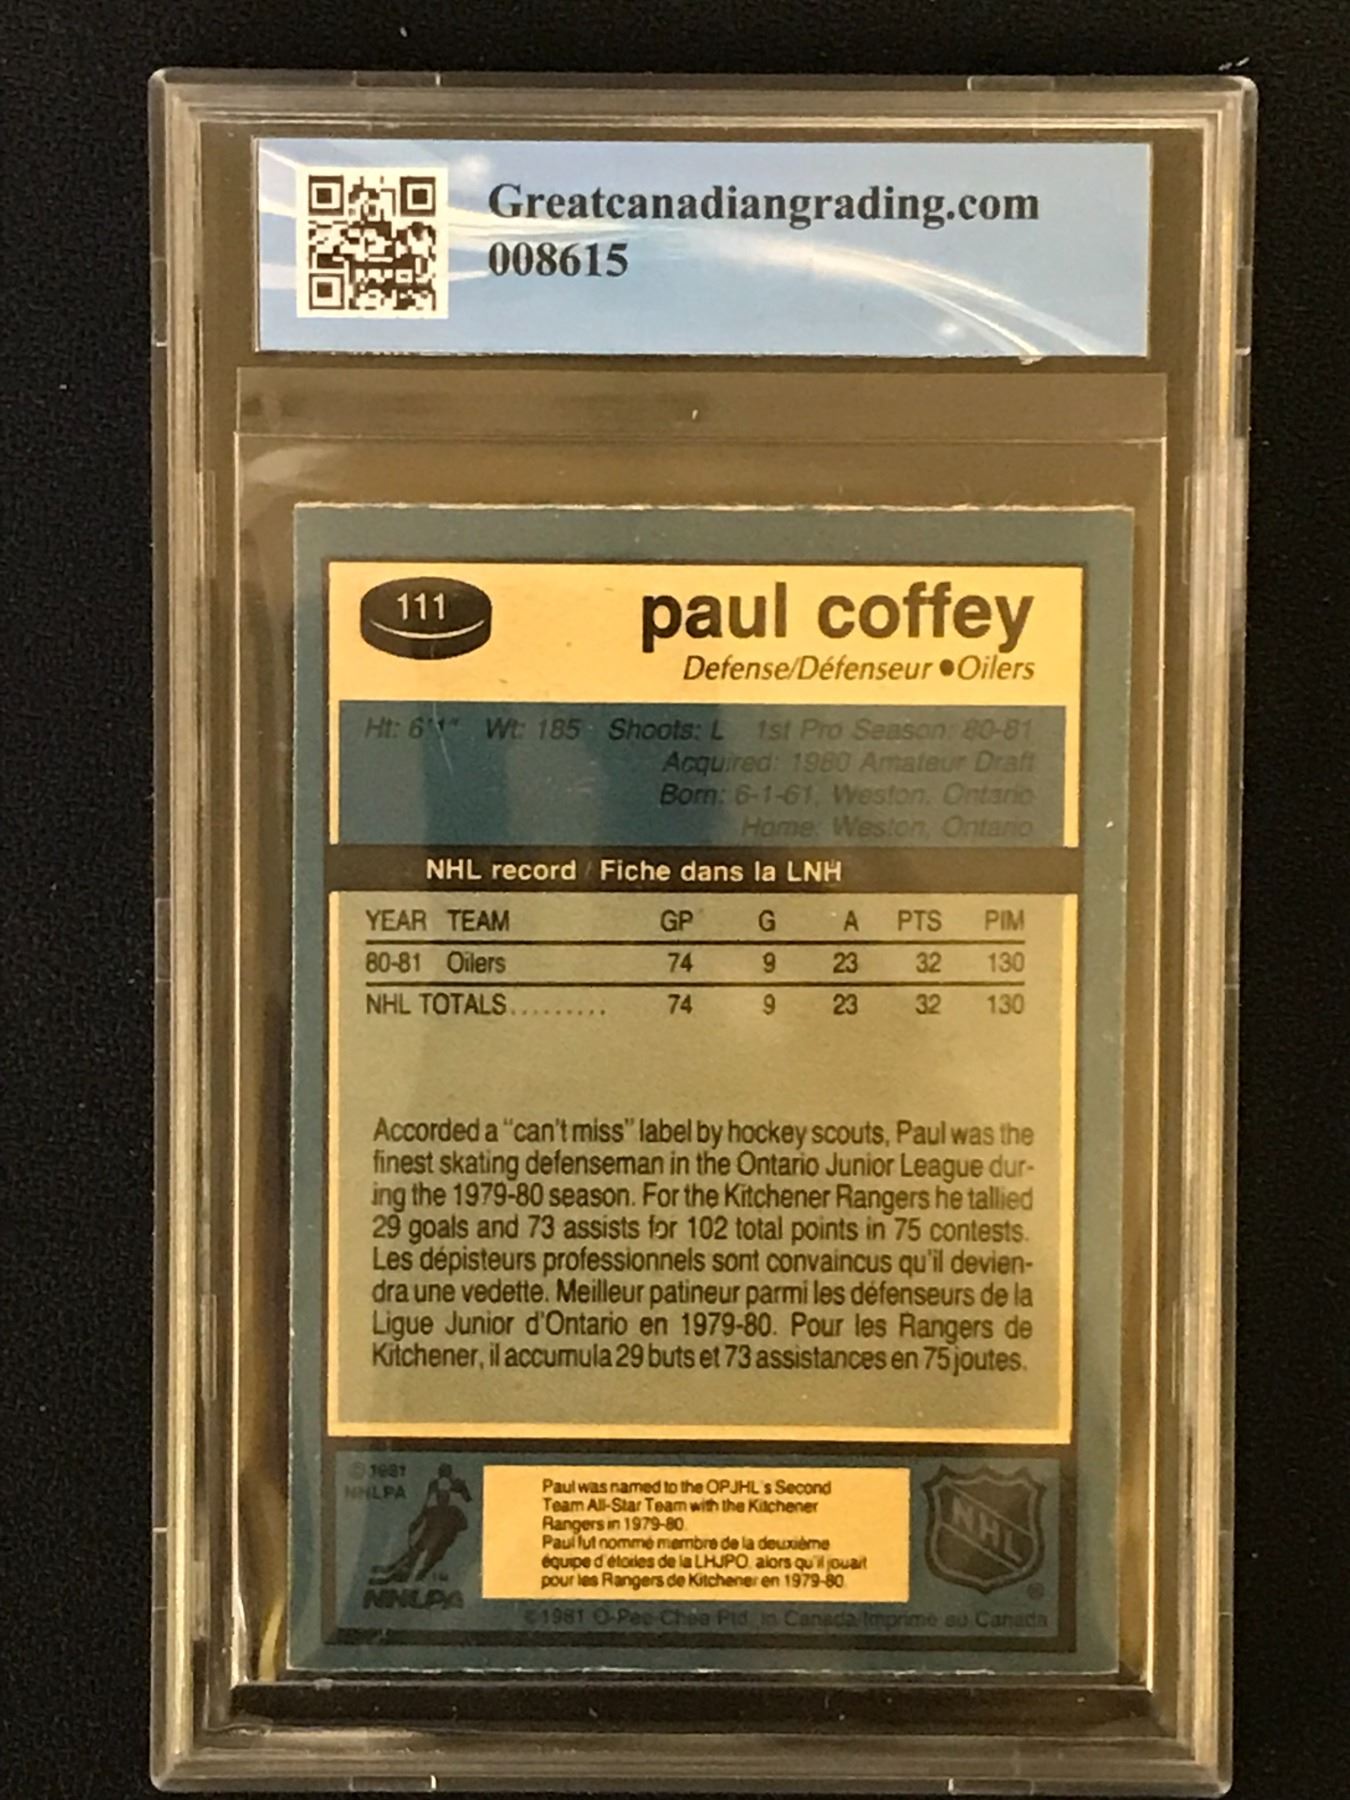 Greatcanadiangrading.com
008615
111
paul coffey
Defense/Défenseur ● Oilers
Ht: 6'1" Wt: 185 Shoots: L 1st Pro Season: 80-81
Acquired: 1980 Amateur Draft
Born: 6-1-61, Weston, Ontario
Home: Weston, Ontario
NHL record / Fiche dans la LNH
YEAR TEAM GP G A PTS PIM
80-81 Oilers 74 9 23 32 130
NHL TOTALS......... 74 9 23 32 130
Accorded a "can't miss" label by hockey scouts, Paul was the
finest skating defenseman in the Ontario Junior League dur-
ing the 1979-80 season. For the Kitchener Rangers he tallied
29 goals and 73 assists for 102 total points in 75 contests.
Les dépisteurs professionnels sont convaincus qu'il devien-
dra une vedette. Meilleur patineur parmi les défenseurs de la
Ligue Junior d'Ontario en 1979-80. Pour les Rangers de
Kitchener, il accumula 29 buts et 73 assistances en 75 joutes.
© 1981
NHLPA
NHLPA
TM
Paul was named to the OPJHL's Second
Team All-Star Team with the Kitchener
Rangers in 1979-80.
Paul fut nommé membre de la deuxième
équipe d'étoiles de la LHJPO, alors qu'il jouait
pour les Rangers de Kitchener en 1979-80.
NHL
®
©1981 O-Pee-Chee Ptd. in Canada/Imprimé au Canada